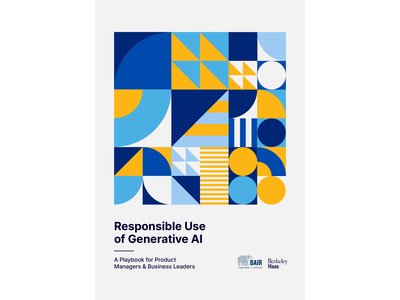 Responsible Use
of Generative AI
A Playbook for Product
Managers & Business Leaders
BAIR
Berkeley
Haas